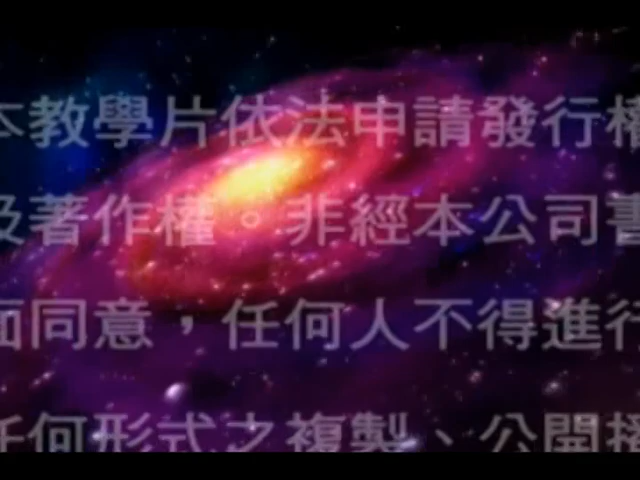 本教學片依法申請發行權
及著作權。非經本公司書
面同意，任何人不得進行
任何形式之複製、公開播